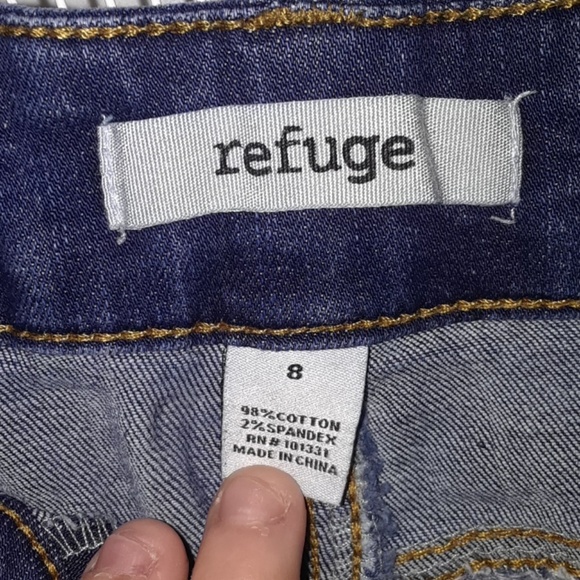 refuge
8
98%COTTON
2%SPANDEX
RN# 101331
MADE IN CHINA